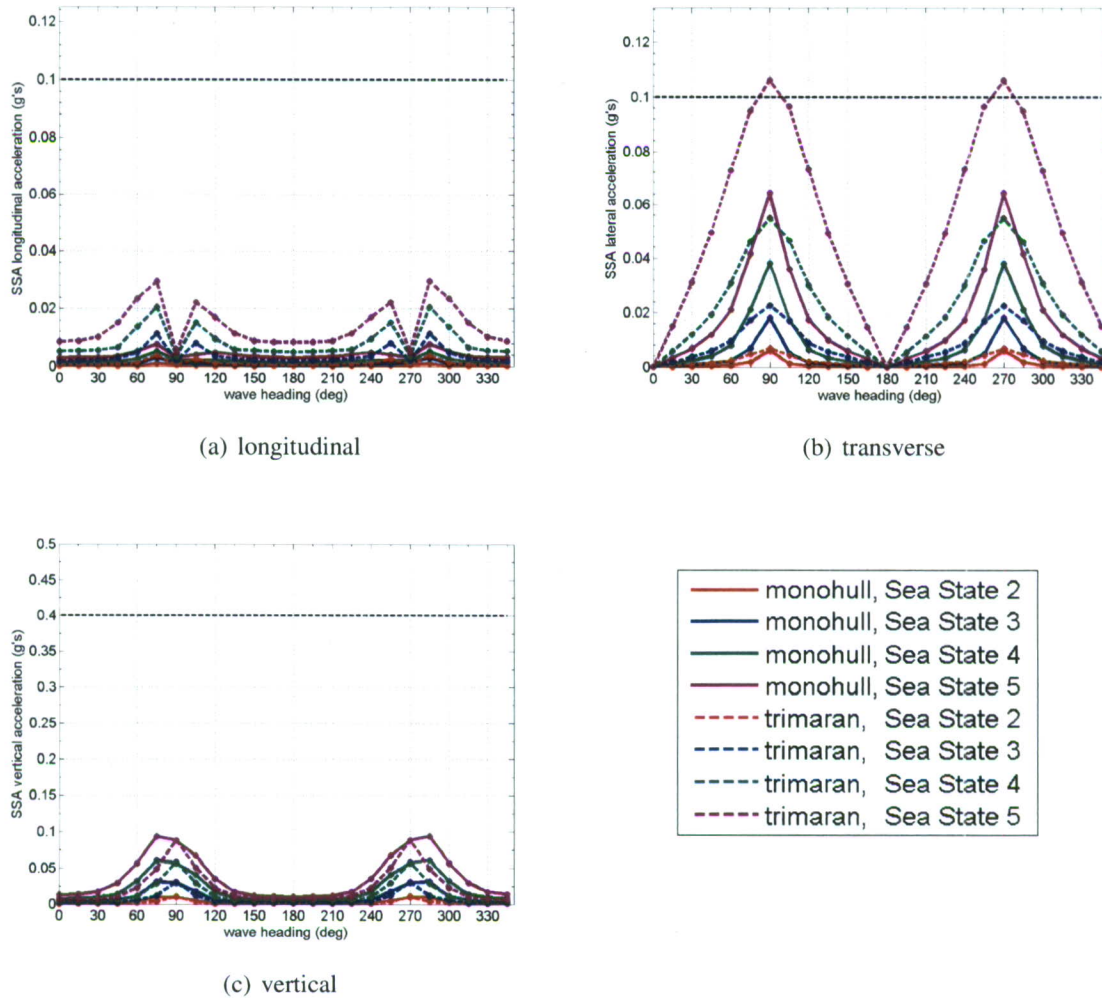 0.12
0.1
0.08
0.06
0.04
0.02
0
SSA longitudinal acceleration (g's)
0 30 60 90 120 150 180 210 240 270 300 330
wave heading (deg)
(a) longitudinal
0.12
0.1
0.08
0.06
0.04
0.02
0
SSA lateral acceleration (g's)
0 30 60 90 120 150 180 210 240 270 300 330
wave heading (deg)
(b) transverse
0.5
0.45
0.4
0.35
0.3
0.25
0.2
0.15
0.1
0.05
0
SSA vertical acceleration (g's)
0 30 60 90 120 150 180 210 240 270 300 330
wave heading (deg)
(c) vertical
monohull, Sea State 2
monohull, Sea State 3
monohull, Sea State 4
monohull, Sea State 5
trimaran, Sea State 2
trimaran, Sea State 3
trimaran, Sea State 4
trimaran, Sea State 5